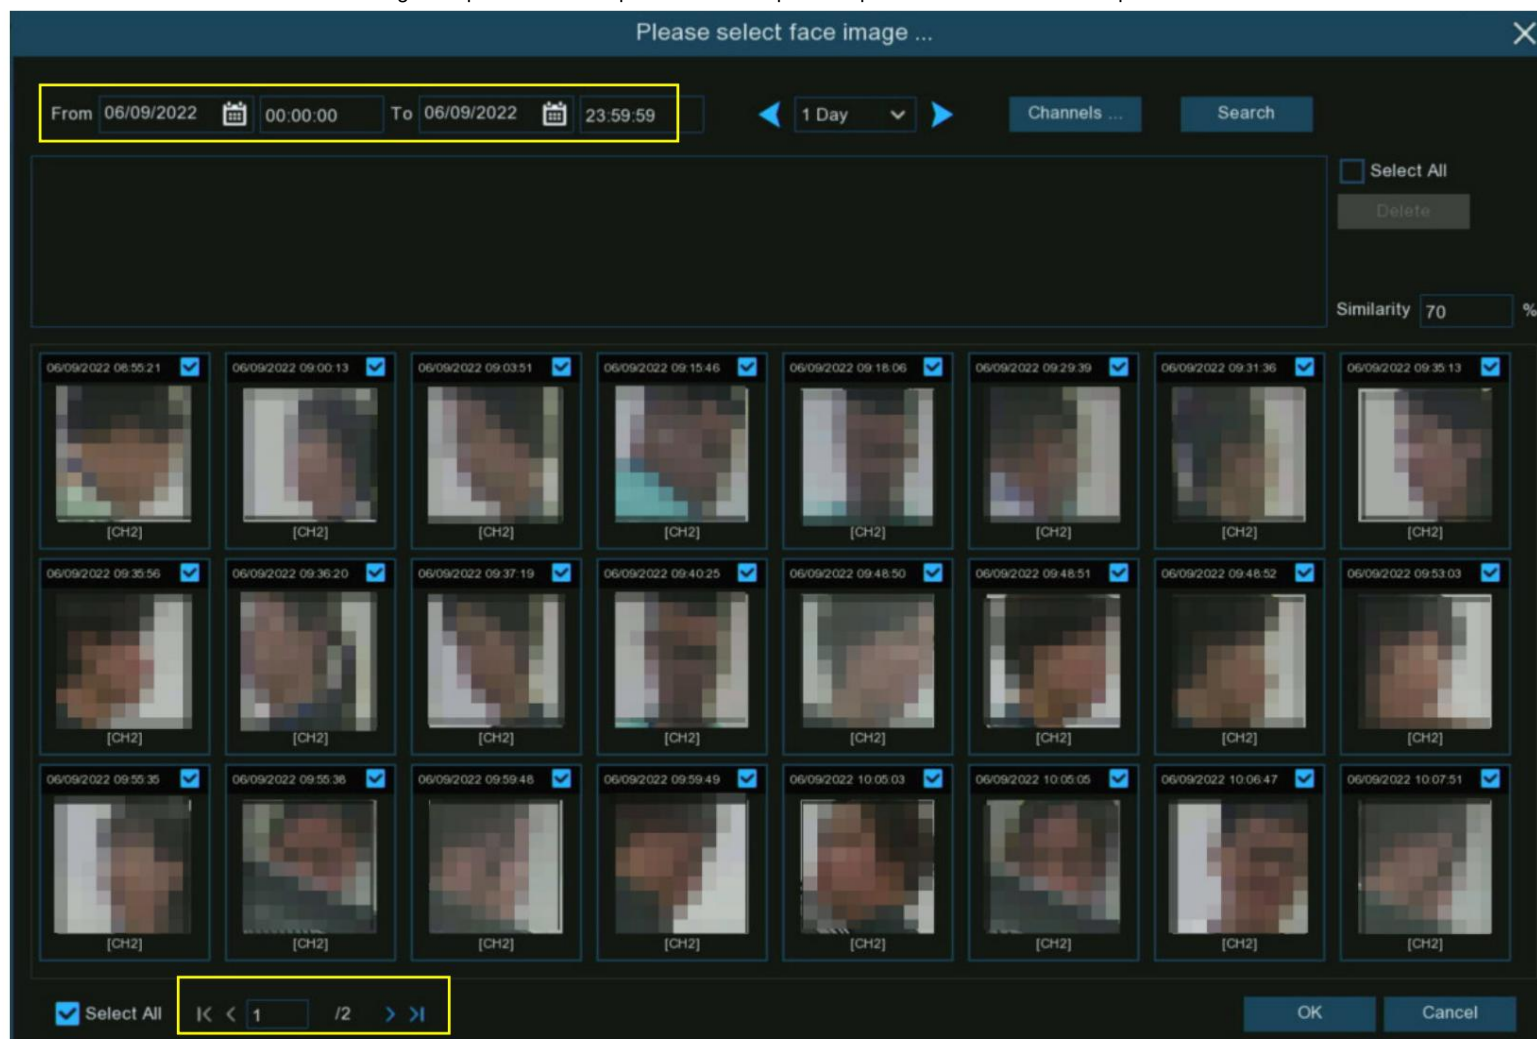 Please select face image ...
From 06/09/2022 00:00:00 To 06/09/2022 23:59:59 1 Day Channels ... Search
Select All
Delete
Similarity 70 %
06/09/2022 08:55:21 06/09/2022 09:00:13 06/09/2022 09:03:51 06/09/2022 09:15:46 06/09/2022 09:18:06 06/09/2022 09:29:39 06/09/2022 09:31:36 06/09/2022 09:35:13
[CH2] [CH2] [CH2] [CH2] [CH2] [CH2] [CH2] [CH2]
06/09/2022 09:35:56 06/09/2022 09:36:20 06/09/2022 09:37:19 06/09/2022 09:40:25 06/09/2022 09:48:50 06/09/2022 09:48:51 06/09/2022 09:48:52 06/09/2022 09:53:03
[CH2] [CH2] [CH2] [CH2] [CH2] [CH2] [CH2] [CH2]
06/09/2022 09:55:35 06/09/2022 09:55:38 06/09/2022 09:59:48 06/09/2022 09:59:49 06/09/2022 10:05:03 06/09/2022 10:05:05 06/09/2022 10:06:47 06/09/2022 10:07:51
[CH2] [CH2] [CH2] [CH2] [CH2] [CH2] [CH2] [CH2]
Select All 1 /2 OK Cancel